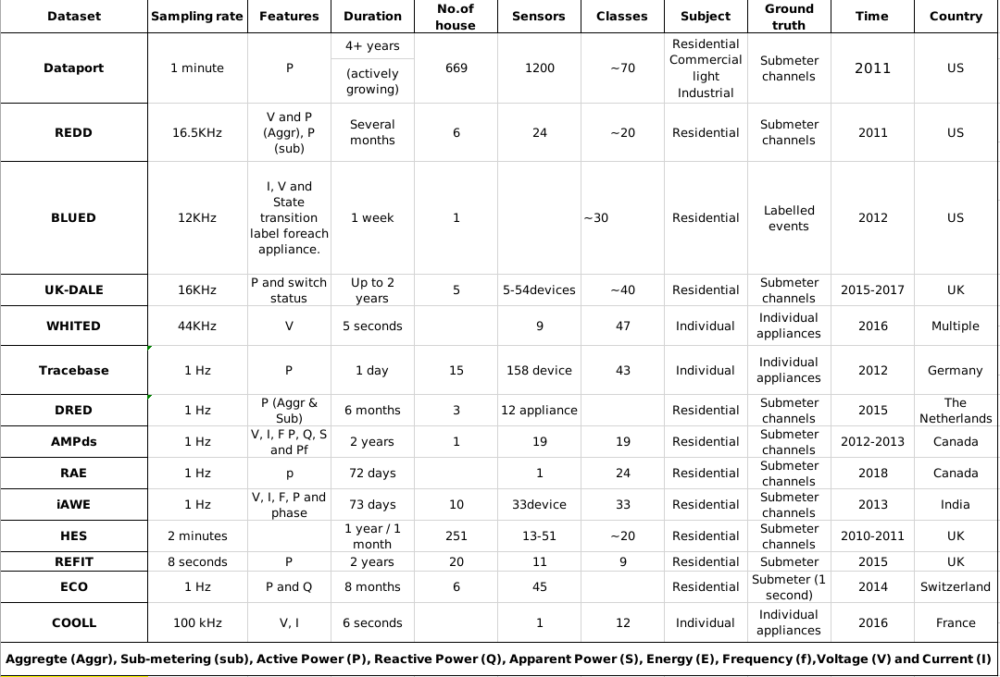 Dataset Sampling rate Features Duration No.of house Sensors Classes Subject Ground truth Time Country
Dataport 1 minute P 4+ years (actively growing) 669 1200 ~70 Residential Commercial light Industrial Submeter channels 2011 US
REDD 16.5KHz V and P (Aggr), P (sub) Several months 6 24 ~20 Residential Submeter channels 2011 US
BLUED 12KHz I, V and State transition label foreach appliance. 1 week 1 ~30 Residential Labelled events 2012 US
UK-DALE 16KHz P and switch status Up to 2 years 5 5-54devices ~40 Residential Submeter channels 2015-2017 UK
WHITED 44KHz V 5 seconds 9 47 Individual Individual appliances 2016 Multiple
Tracebase 1 Hz P 1 day 15 158 device 43 Individual Individual appliances 2012 Germany
DRED 1 Hz P (Aggr & Sub) 6 months 3 12 appliance Residential Submeter channels 2015 The Netherlands
AMPds 1 Hz V, I, F P, Q, S and Pf 2 years 1 19 19 Residential Submeter channels 2012-2013 Canada
RAE 1 Hz p 72 days 1 24 Residential Submeter channels 2018 Canada
iAWE 1 Hz V, I, F, P and phase 73 days 10 33device 33 Residential Submeter channels 2013 India
HES 2 minutes 1 year / 1 month 251 13-51 ~20 Residential Submeter channels 2010-2011 UK
REFIT 8 seconds P 2 years 20 11 9 Residential Submeter 2015 UK
ECO 1 Hz P and Q 8 months 6 45 Residential Submeter (1 second) 2014 Switzerland
COOLL 100 kHz V, I 6 seconds 1 12 Individual Individual appliances 2016 France
Aggregte (Aggr), Sub-metering (sub), Active Power (P), Reactive Power (Q), Apparent Power (S), Energy (E), Frequency (f),Voltage (V) and Current (I)